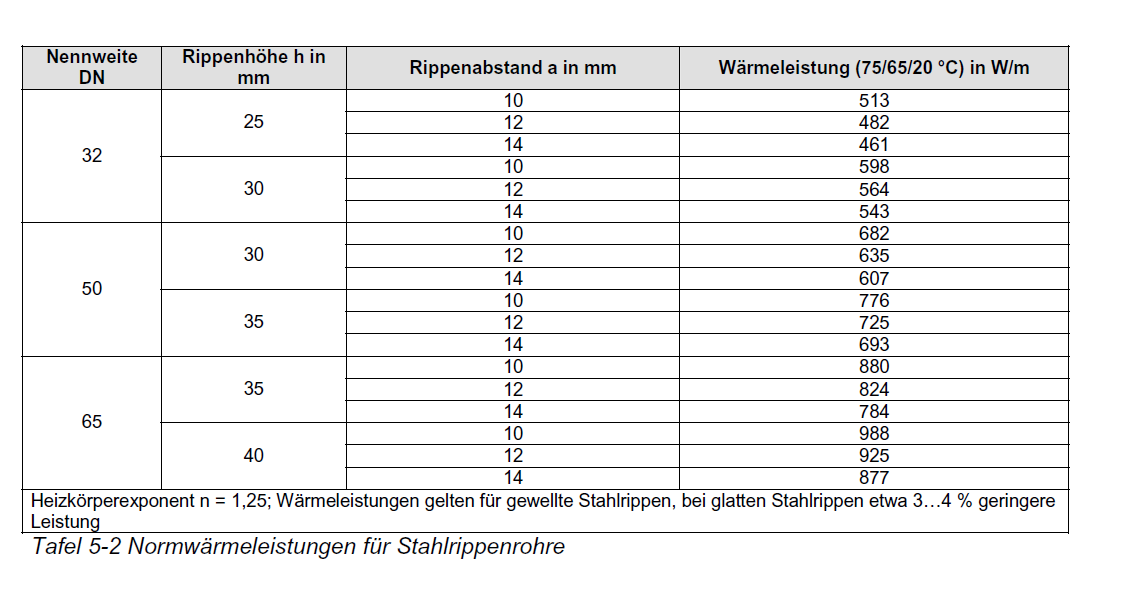 Nennweite DN | Rippenhöhe h in mm | Rippenabstand a in mm | Wärmeleistung (75/65/20 °C) in W/m
32 | 25 | 10 | 513
12 | 482
14 | 461
30 | 10 | 598
12 | 564
14 | 543
50 | 30 | 10 | 682
12 | 635
14 | 607
35 | 10 | 776
12 | 725
14 | 693
65 | 35 | 10 | 880
12 | 824
14 | 784
40 | 10 | 988
12 | 925
14 | 877
Heizkörperexponent n = 1,25; Wärmeleistungen gelten für gewellte Stahlrippen, bei glatten Stahlrippen etwa 3…4 % geringere
Leistung
Tafel 5-2 Normwärmeleistungen für Stahlrippenrohre